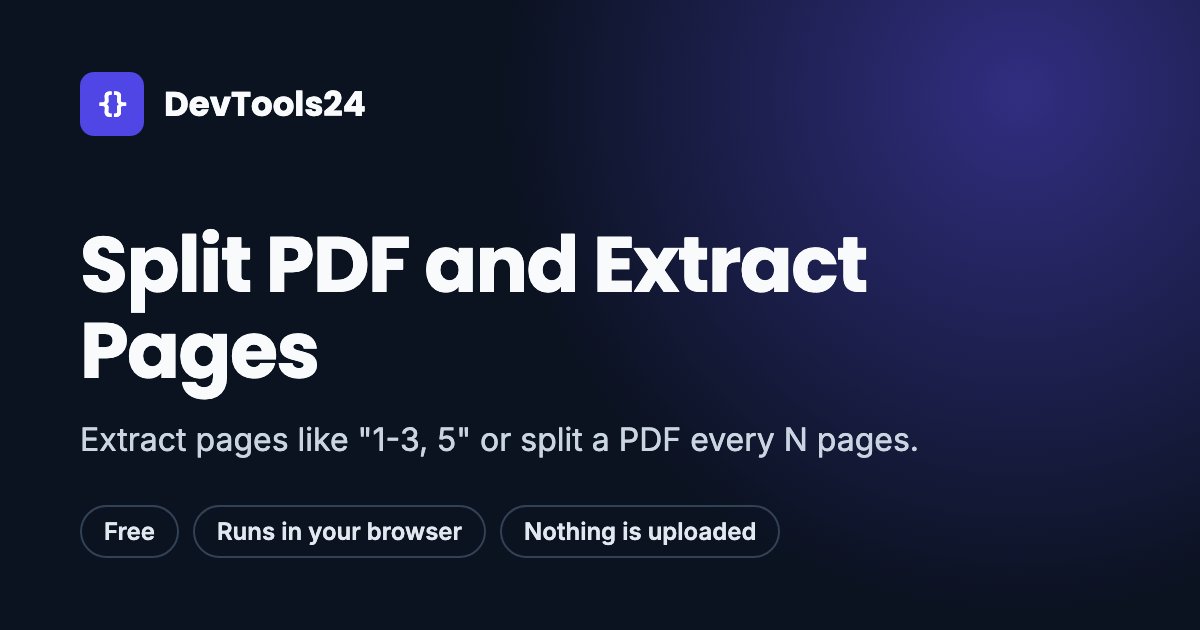 {} DevTools24
Split PDF and Extract
Pages
Extract pages like "1-3, 5" or split a PDF every N pages.
Free Runs in your browser Nothing is uploaded